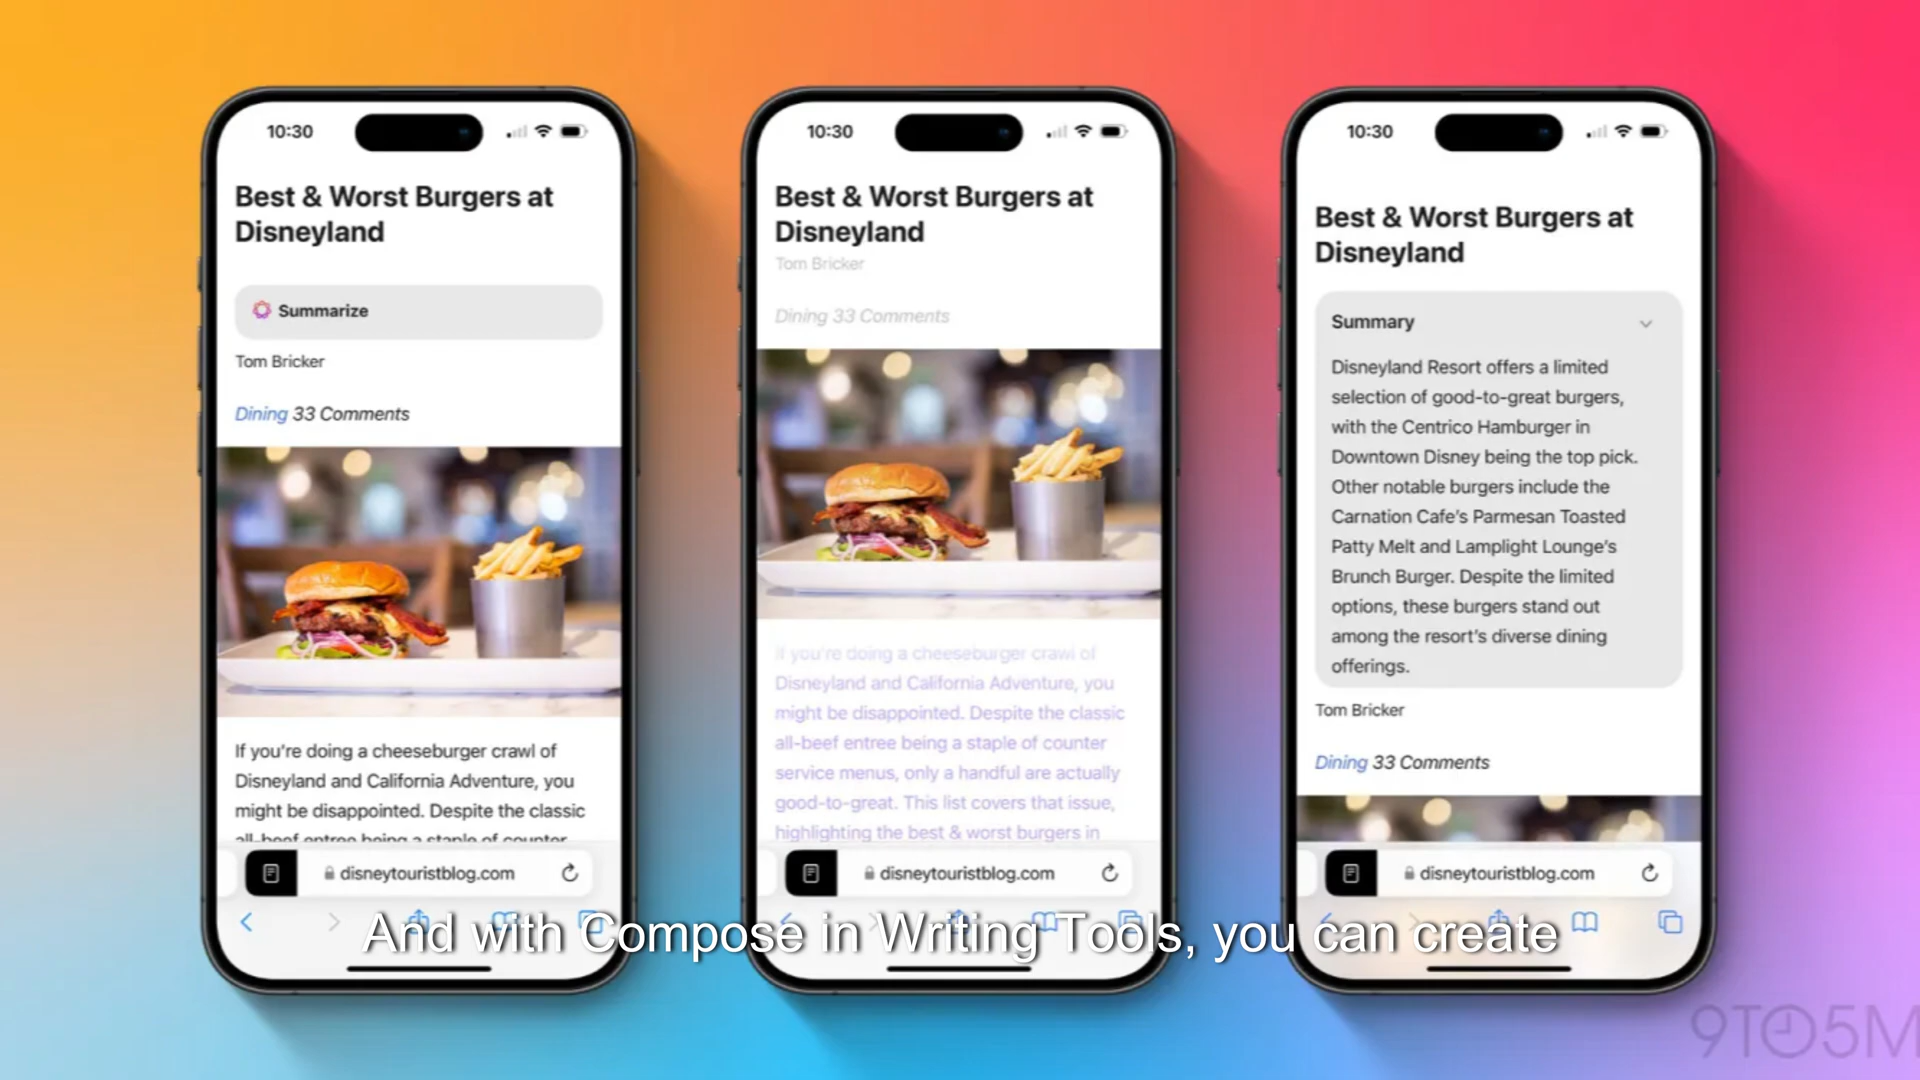 10:30
Best & Worst Burgers at
Disneyland
Summarize
Tom Bricker
Dining 33 Comments
If you're doing a cheeseburger crawl of
Disneyland and California Adventure, you
might be disappointed. Despite the classic
all-beef entree being a staple of counter
disneytouristblog.com
10:30
Best & Worst Burgers at
Disneyland
Tom Bricker
Dining 33 Comments
If you're doing a cheeseburger crawl of
Disneyland and California Adventure, you
might be disappointed. Despite the classic
all-beef entree being a staple of counter
service menus, only a handful are actually
good-to-great. This list covers that issue,
highlighting the best & worst burgers in
disneytouristblog.com
10:30
Best & Worst Burgers at
Disneyland
Summary
Disneyland Resort offers a limited
selection of good-to-great burgers,
with the Centrico Hamburger in
Downtown Disney being the top pick.
Other notable burgers include the
Carnation Cafe's Parmesan Toasted
Patty Melt and Lamplight Lounge's
Brunch Burger. Despite the limited
options, these burgers stand out
among the resort's diverse dining
offerings.
Tom Bricker
Dining 33 Comments
disneytouristblog.com
And with Compose in Writing Tools, you can create
9TO5M